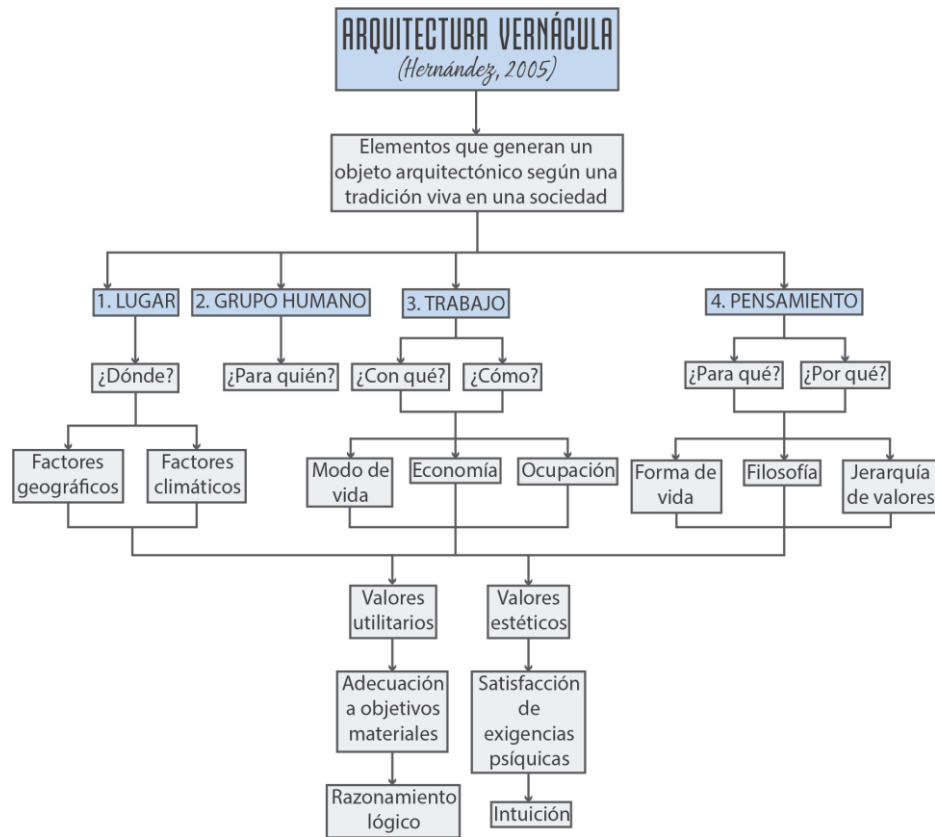 ARQUITECTURA VERNÁCULA
(Hernández, 2005)
Elementos que generan un
objeto arquitectónico según una
tradición viva en una sociedad
1. LUGAR
2. GRUPO HUMANO
3. TRABAJO
4. PENSAMIENTO
¿Dónde?
¿Para quién?
¿Con qué?
¿Cómo?
¿Para qué?
¿Por qué?
Factores
geográficos
Factores
climáticos
Modo de
vida
Economía
Ocupación
Forma de
vida
Filosofía
Jerarquía
de valores
Valores
utilitarios
Valores
estéticos
Adecuación
a objetivos
materiales
Satisfacción
de
exigencias
psíquicas
Razonamiento
lógico
Intuición